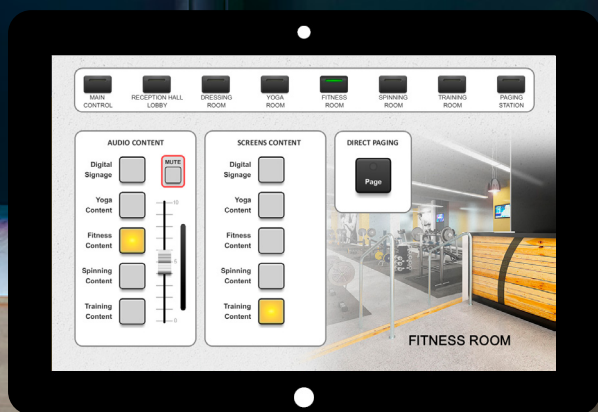 MAIN
CONTROL
RECEPTION HALL
LOBBY
DRESSING
ROOM
YOGA
ROOM
FITNESS
ROOM
SPINNING
ROOM
TRAINING
ROOM
PAGING
STATION
AUDIO CONTENT
Digital
Signage
MUTE
Yoga
Content
10
Fitness
Content
5
Spinning
Content
Training
Content
0
SCREENS CONTENT
Digital
Signage
Yoga
Content
Fitness
Content
Spinning
Content
Training
Content
DIRECT PAGING
Page
FITNESS ROOM